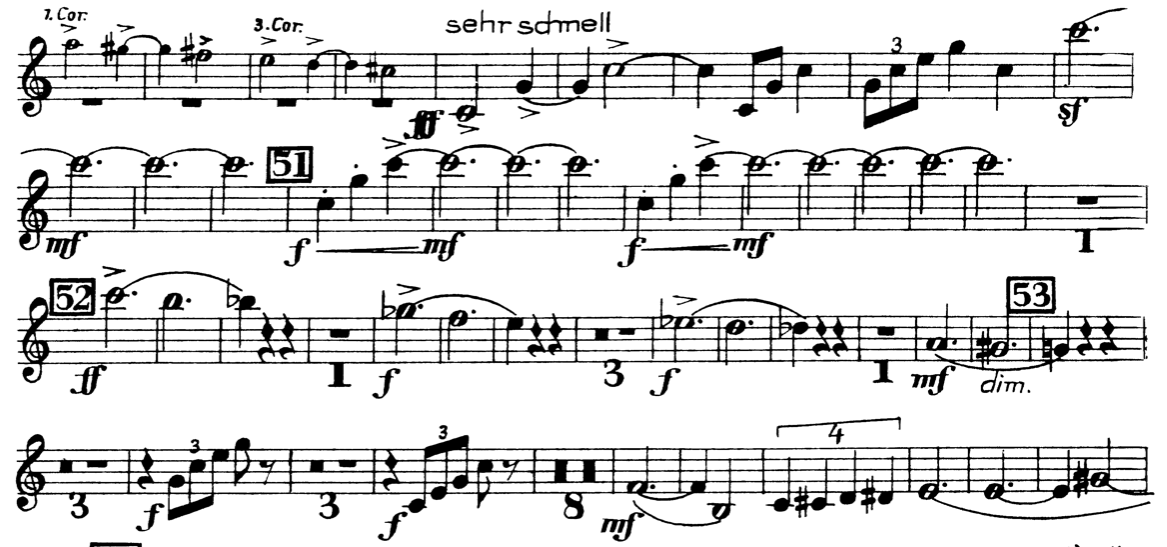 1. Cor. 3. Cor. sehr schnell
3
ff sf
51
mf f mf f mf
1
52 53
ff f f mf dim.
1 3 1
3 3 4
f f mf
3 3 8